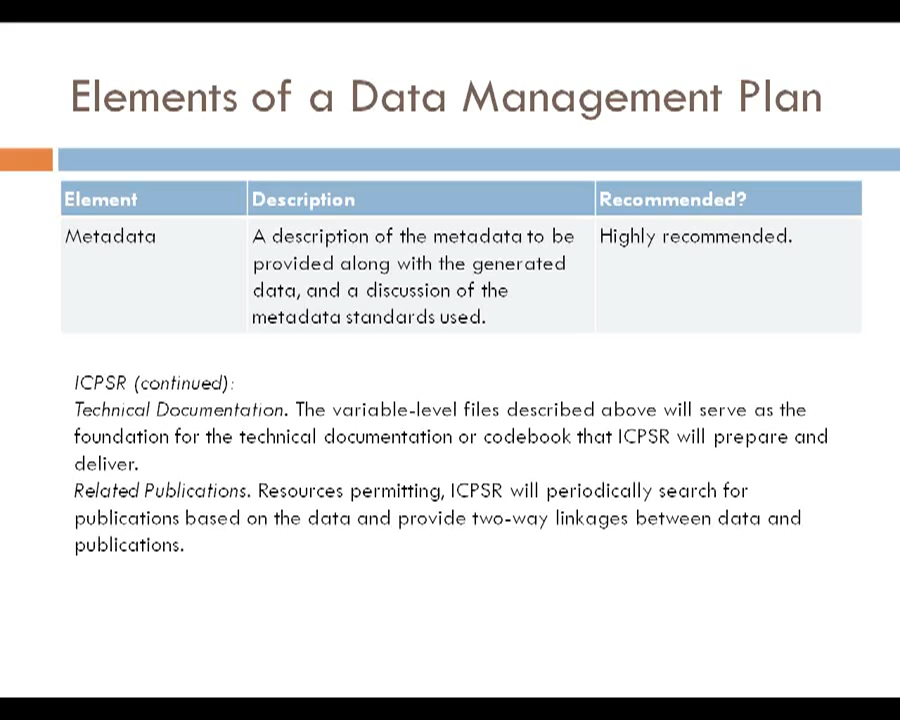 Elements of a Data Management Plan
Element Description Recommended?
Metadata A description of the metadata to be Highly recommended.
provided along with the generated
data, and a discussion of the
metadata standards used.
ICPSR (continued):
Technical Documentation. The variable-level files described above will serve as the
foundation for the technical documentation or codebook that ICPSR will prepare and
deliver.
Related Publications. Resources permitting, ICPSR will periodically search for
publications based on the data and provide two-way linkages between data and
publications.